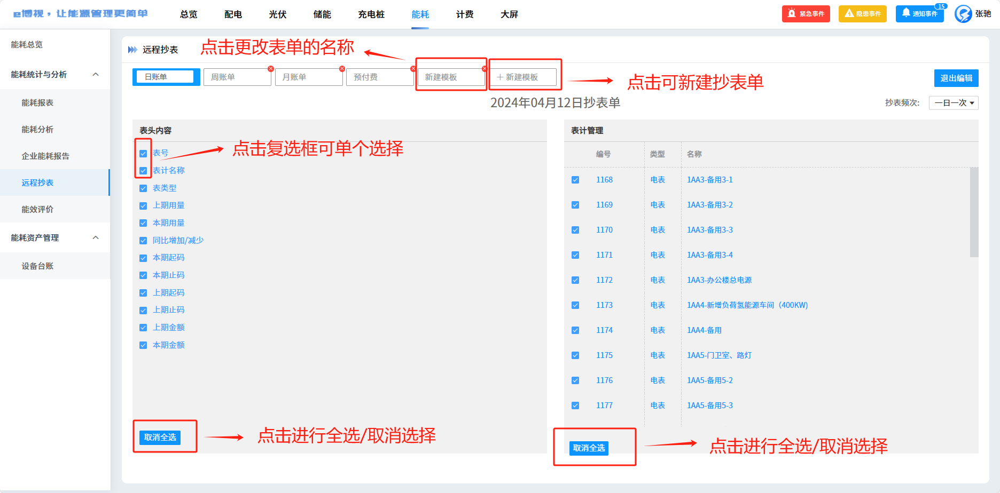 e博视，让能源管理更简单
总览
配电
光伏
储能
充电桩
能耗
计费
大屏
紧急事件
隐患事件
通知事件
15
张驰
能耗总览
能耗统计与分析
能耗报表
能耗分析
企业能耗报告
远程抄表
能效评价
能耗资产管理
设备台账
远程抄表
点击更改表单的名称
日账单
周账单
月账单
预付费
新建模板
新建模板
点击可新建抄表单
退出编辑
2024年04月12日抄表单
抄表频次:
一日一次
表头内容
点击复选框可单个选择
表号
表计名称
表类型
上期用量
本期用量
同比增加/减少
本期起码
本期止码
上期起码
上期止码
上期金额
本期金额
取消全选
点击进行全选/取消选择
表计管理
编号 类型 名称
1168 电表 1AA3-备用3-1
1169 电表 1AA3-备用3-2
1170 电表 1AA3-备用3-3
1171 电表 1AA3-备用3-4
1172 电表 1AA3-办公楼总电源
1173 电表 1AA4-新增负荷氢能源车间（400KW)
1174 电表 1AA4-备用
1175 电表 1AA5-门卫室、路灯
1176 电表 1AA5-备用5-2
1177 电表 1AA5-备用5-3
取消全选
点击进行全选/取消选择